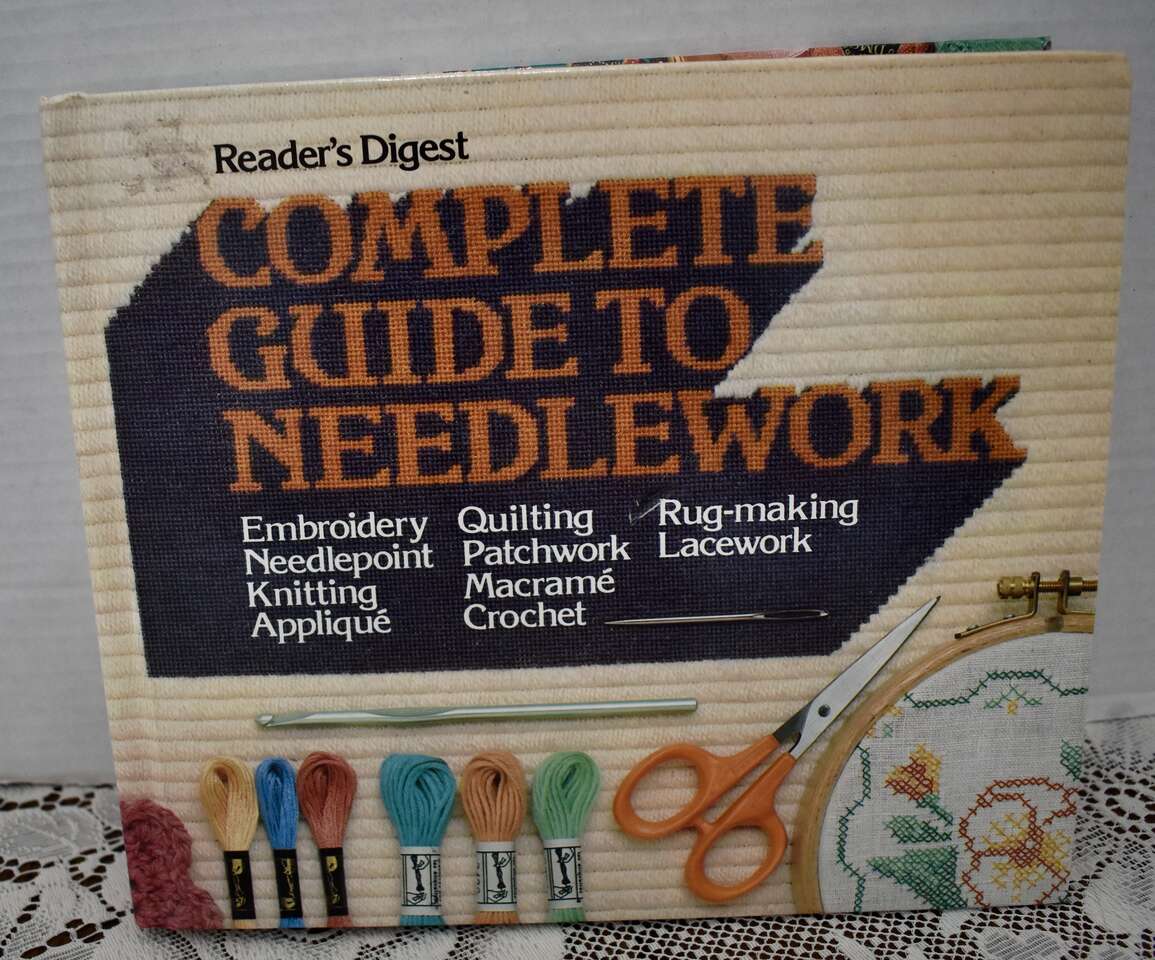 Reader's Digest
COMPLETE
GUIDE TO
NEEDLEWORK
Embroidery
Needlepoint
Knitting
Appliqué
Quilting
Patchwork
Macramé
Crochet
Rug-making
Lacework